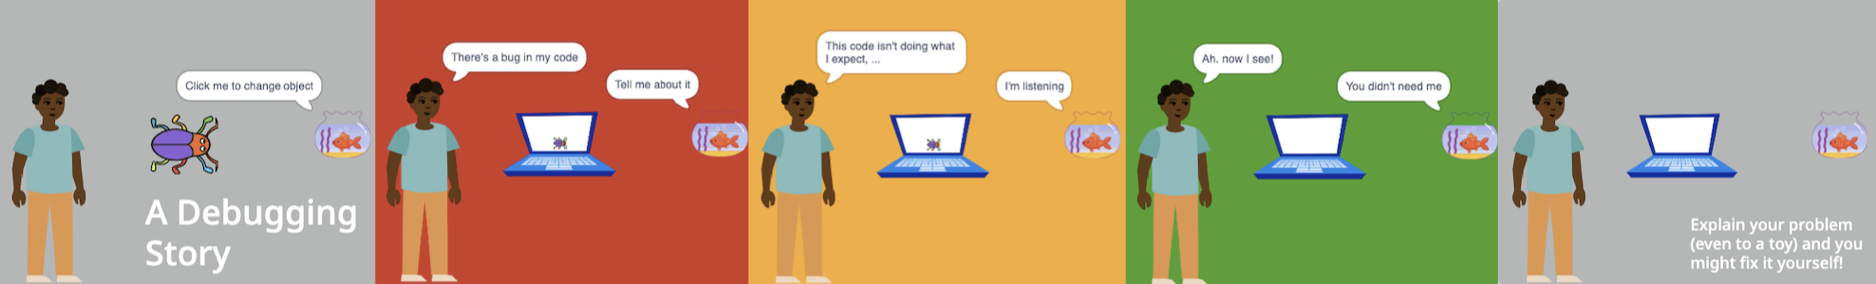 Click me to change object
A Debugging
Story
There's a bug in my code
Tell me about it
This code isn't doing what
I expect, ...
I'm listening
Ah. now I see!
You didn't need me
Explain your problem
(even to a toy) and you
might fix it yourself!